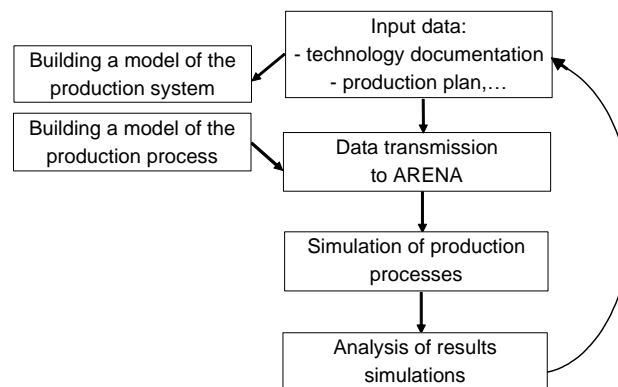 Input data:
- technology documentation
- production plan,…
Building a model of the
production system
Building a model of the
production process
Data transmission
to ARENA
Simulation of production
processes
Analysis of results
simulations